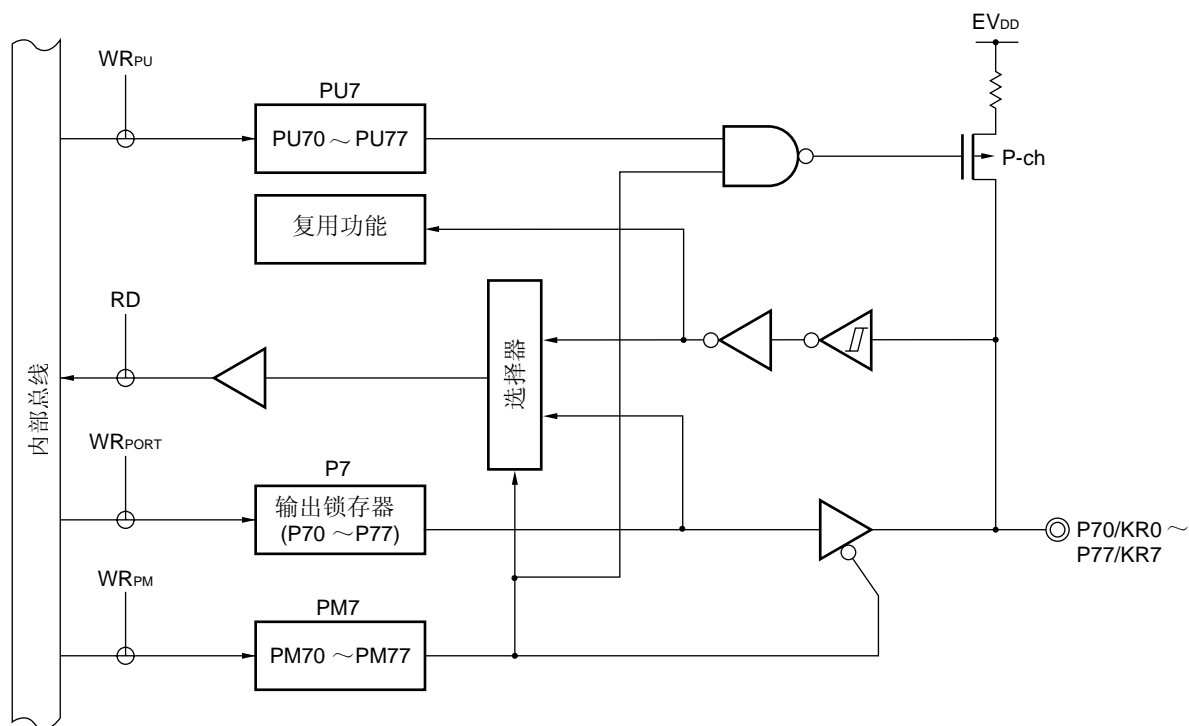 EVDD
WRPU
PU7
PU70 ～ PU77
P-ch
复用功能
RD
选择器
内部总线
WRPORT
P7
输出锁存器
(P70 ～P77)
P70/KR0 ～
P77/KR7
WRPM
PM7
PM70 ～PM77